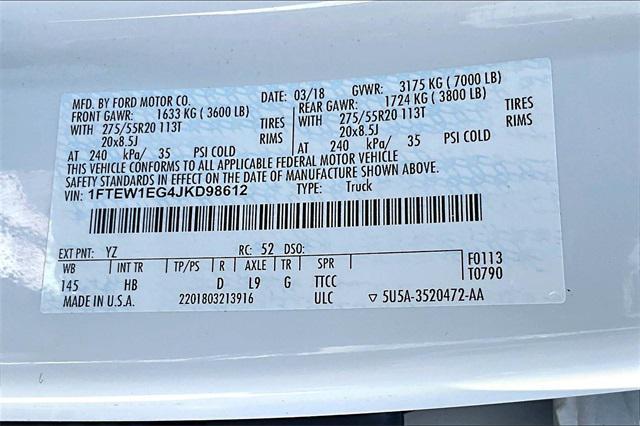 MFD. BY FORD MOTOR CO. DATE: 03/18 GVWR: 3175 KG ( 7000 LB)
FRONT GAWR: 1633 KG ( 3600 LB) REAR GAWR: 1724 KG ( 3800 LB)
WITH 275/55R20 113T TIRES WITH 275/55R20 113T TIRES
20x8.5J RIMS 20x8.5J RIMS
AT 240 kPa/ 35 PSI COLD AT 240 kPa/ 35 PSI COLD
THIS VEHICLE CONFORMS TO ALL APPLICABLE FEDERAL MOTOR VEHICLE
SAFETY STANDARDS IN EFFECT ON THE DATE OF MANUFACTURE SHOWN ABOVE.
VIN: 1FTEW1EG4JKD98612 TYPE: Truck
EXT PNT: YZ RC: 52 DSO: F0113
WB INT TR TP/PS R AXLE TR SPR T0790
145 HB D L9 G TTCC
MADE IN U.S.A. 2201803213916 ULC ▽ 5U5A-3520472-AA